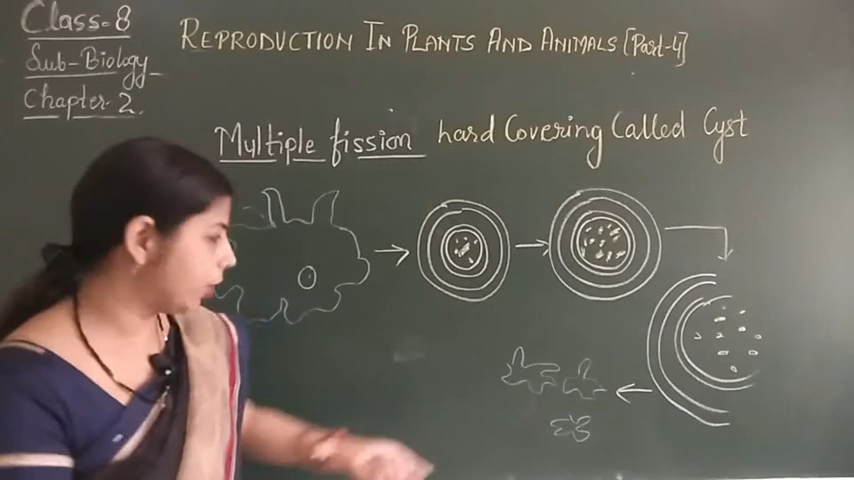 Class-8
Sub-Biology
Chapter-2.
REPRODUCTION IN PLANTS AND ANIMALS [Part-4]
Multiple fission hard Covering Called Cyst